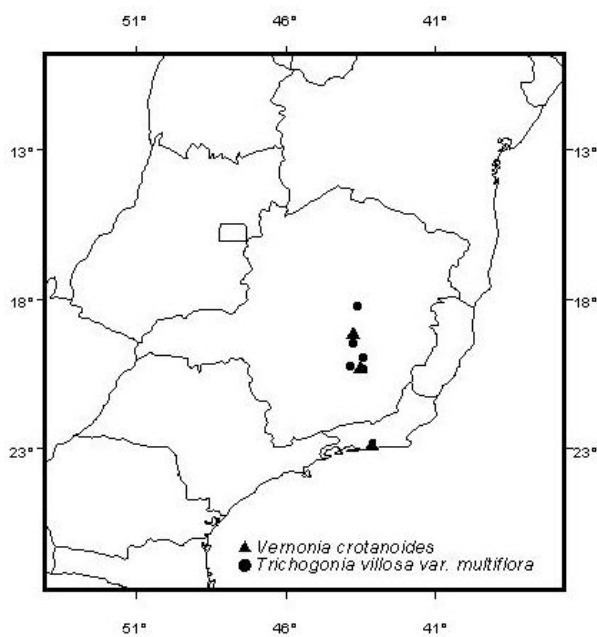 51° 46° 41°
13° 13°
18° 18°
23° 23°
Vernonia crotanoides
Trichogonia villosa var. multiflora
51° 46° 41°